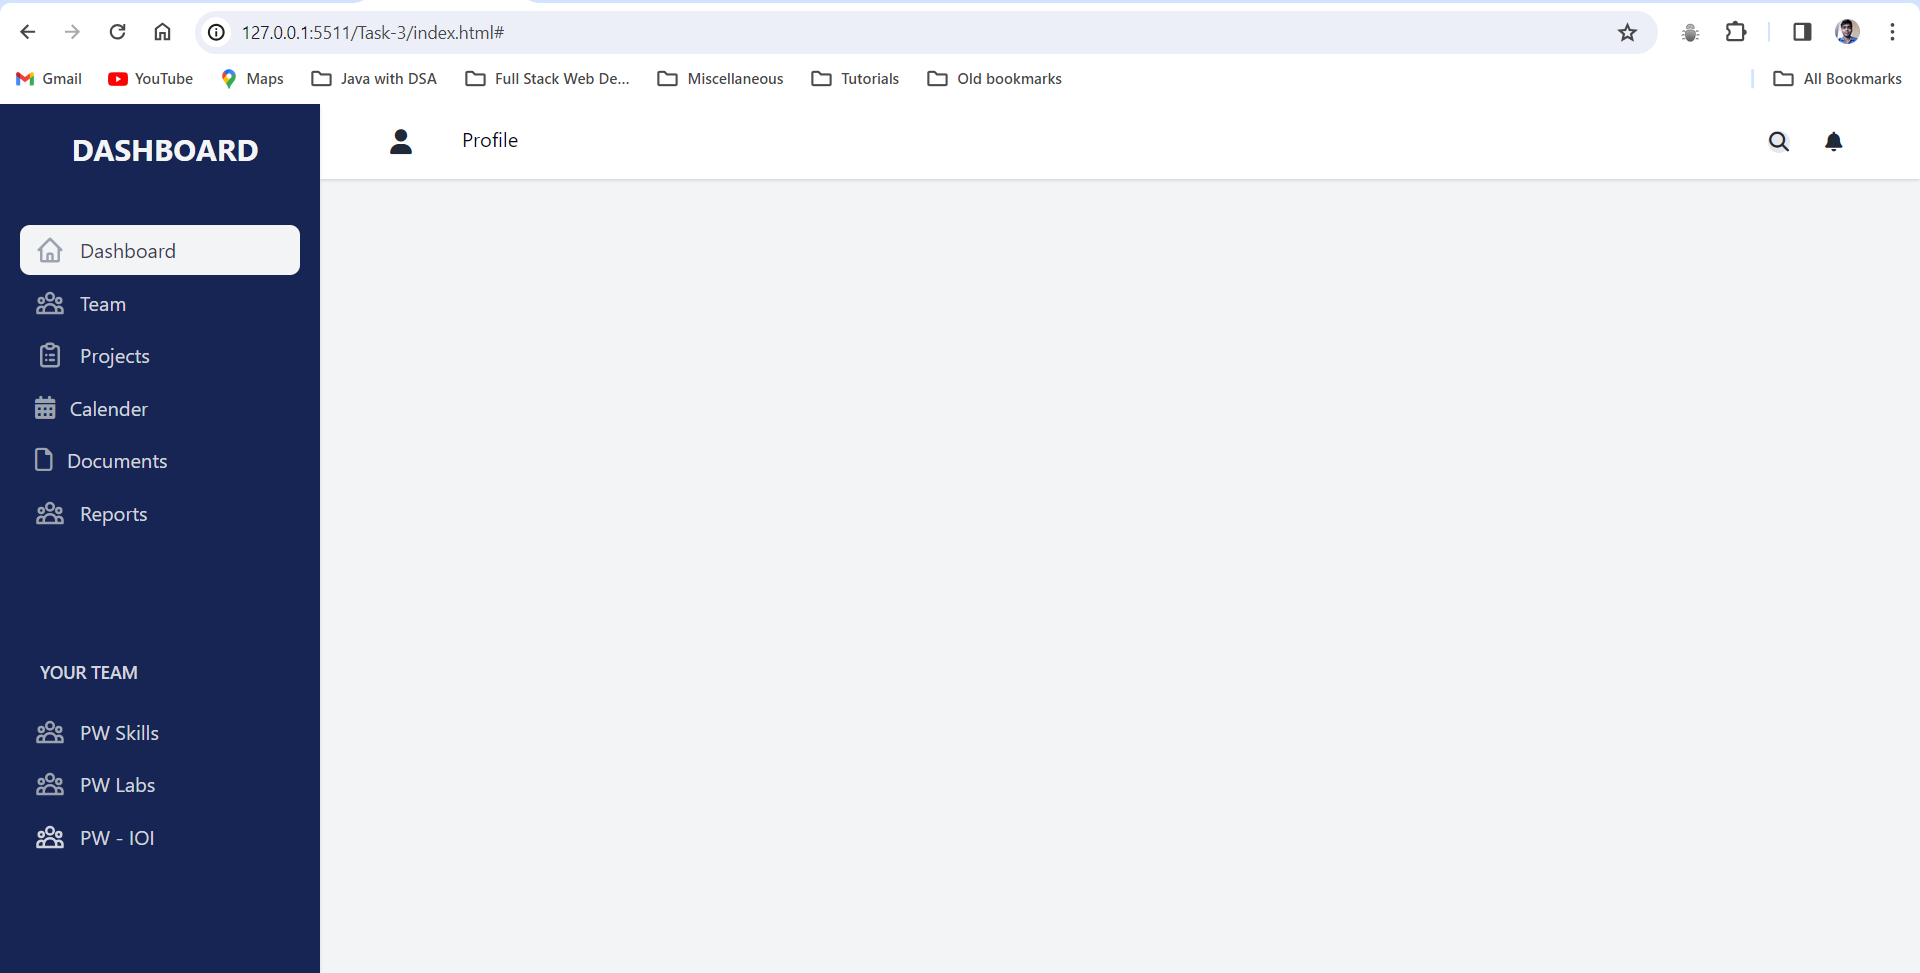 127.0.0.1:5511/Task-3/index.html#
Gmail YouTube Maps Java with DSA Full Stack Web De... Miscellaneous Tutorials Old bookmarks All Bookmarks
DASHBOARD
Profile
Dashboard
Team
Projects
Calender
Documents
Reports
YOUR TEAM
PW Skills
PW Labs
PW - IOI